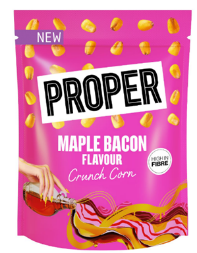 NEW
PROPER
MAPLE BACON
FLAVOUR
Crunch Corn
HIGH IN
FIBRE